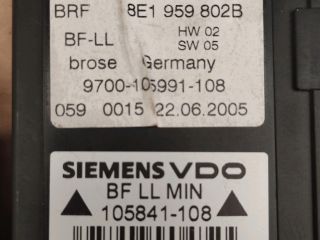 BRF 8E1 959 802B
BF-LL HW 02
SW 05
brose Germany
9700-105991-108
059 0015 22.06.2005
SIEMENS VDO
BF LL MIN
105841-108